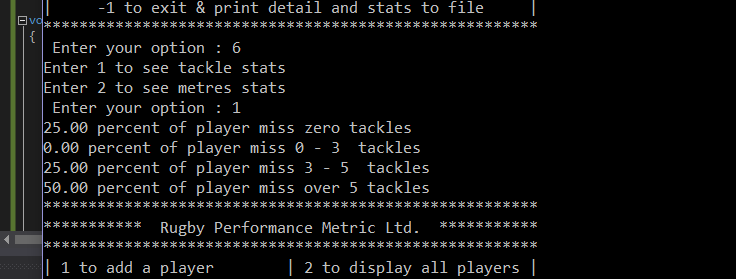 | -1 to exit & print detail and stats to file |
vo
*******************************************************
{
Enter your option : 6
Enter 1 to see tackle stats
Enter 2 to see metres stats
Enter your option : 1
25.00 percent of player miss zero tackles
0.00 percent of player miss 0 - 3  tackles
25.00 percent of player miss 3 - 5  tackles
50.00 percent of player miss over 5 tackles
*******************************************************
***********  Rugby Performance Metric Ltd.  ***********
*******************************************************
| 1 to add a player        | 2 to display all players |